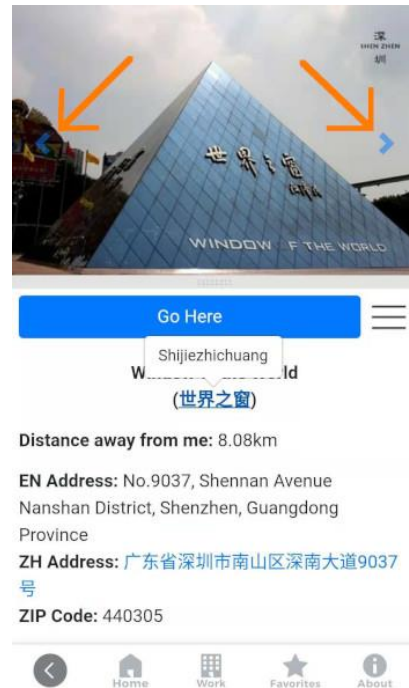 深
SHEN ZHEN
圳
世界之窗
WINDOW F THE WORLD
Go Here
Shijiezhichuang
(世界之窗)
Distance away from me: 8.08km
EN Address: No.9037, Shennan Avenue
Nanshan District, Shenzhen, Guangdong
Province
ZH Address: 广东省深圳市南山区深南大道9037
号
ZIP Code: 440305
Home Work Favorites About